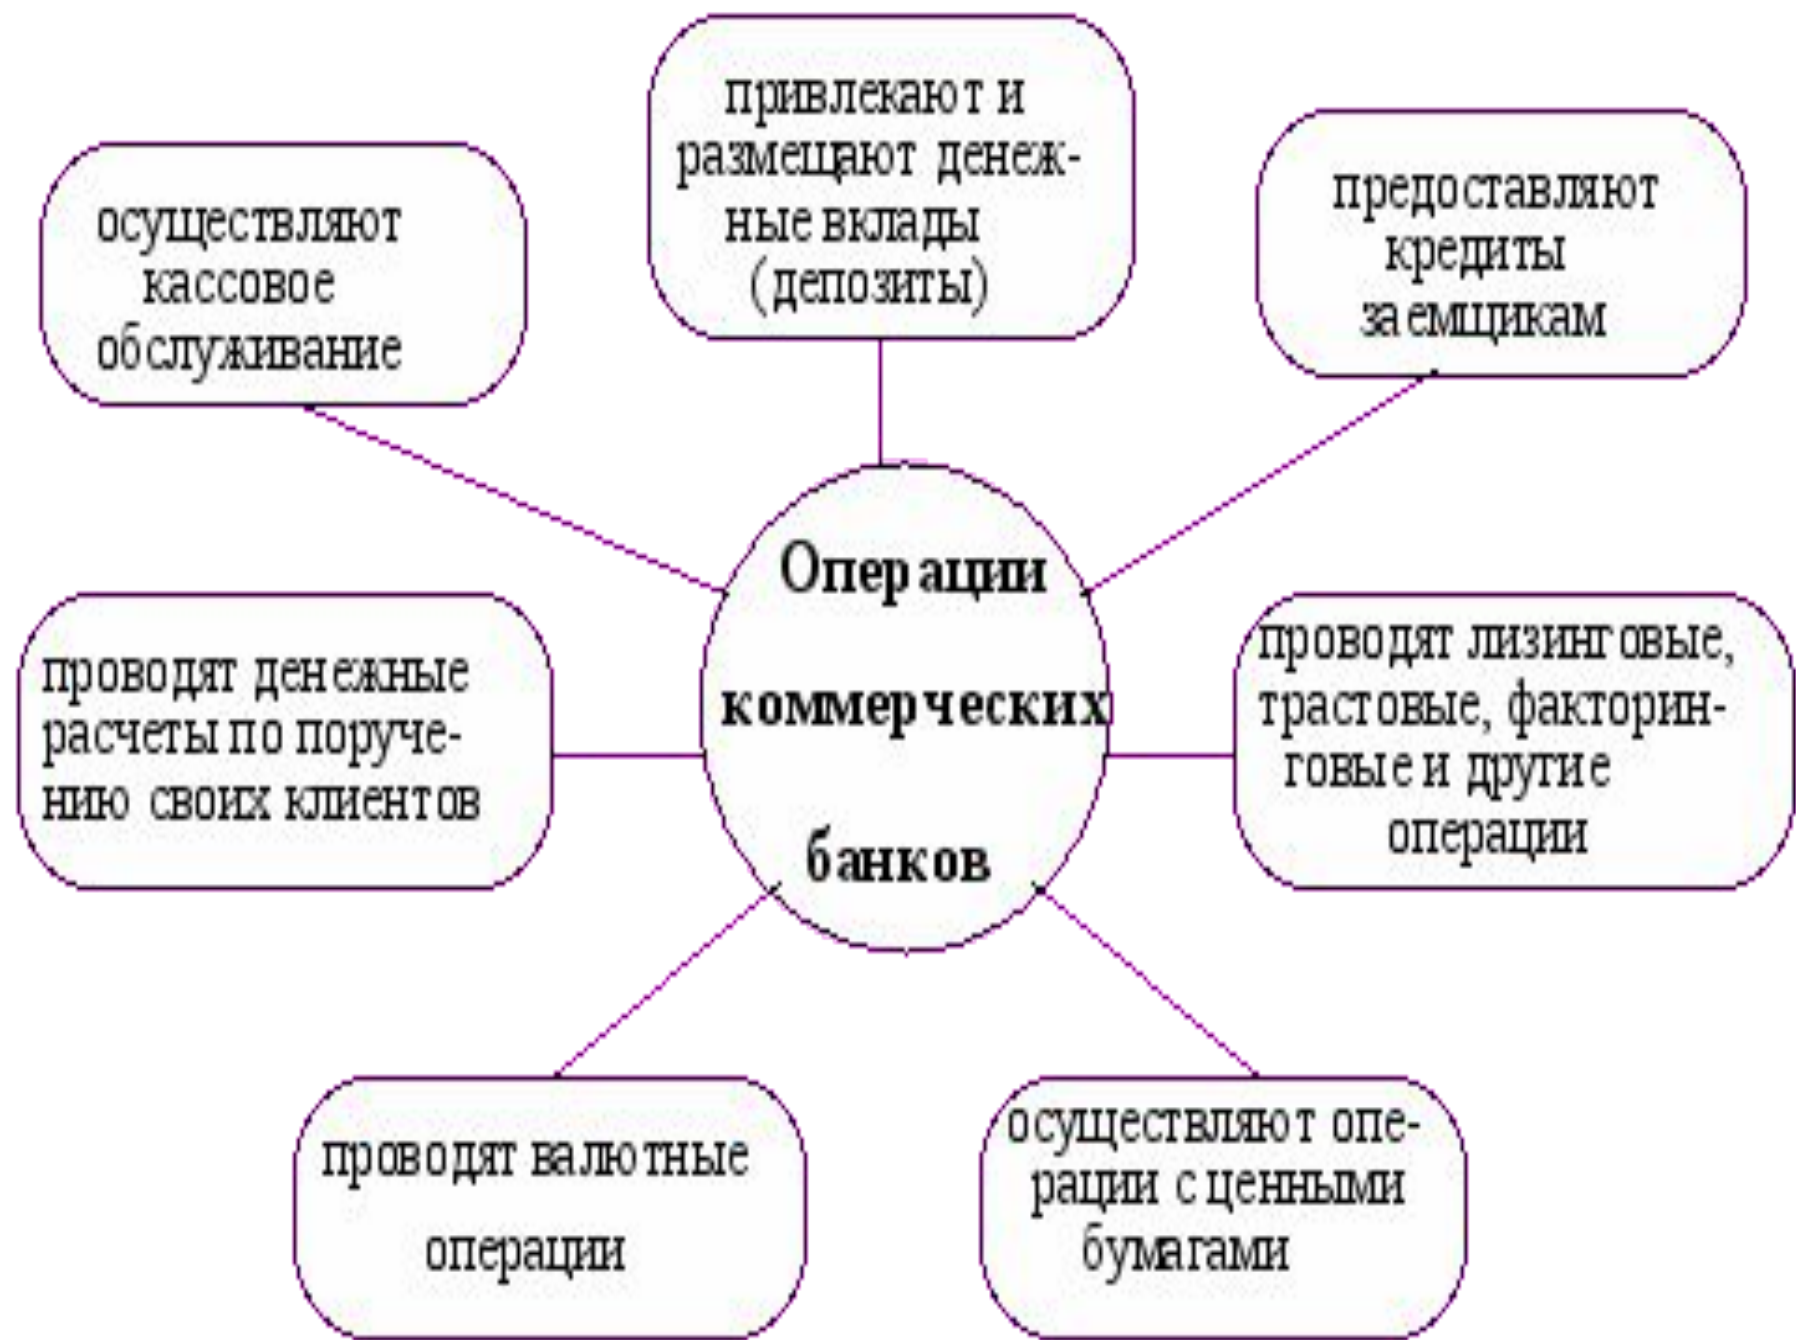 привлекают и
размещают денеж-
ные вклады
(депозиты)
осуществляют
кассовое
обслуживание
предоставляют
кредиты
заемщикам
Операции
коммерческих
банков
проводят денежные
расчеты по поруче-
нию своих клиентов
проводят лизинговые,
трастовые, факторин-
говые и другие
операции
проводят валютные
операции
осуществляют опе-
рации с ценными
бумагами